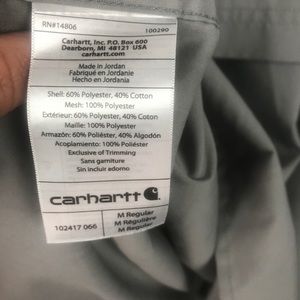 RN#14806
100290
Carhartt, Inc. P.O. Box 600
Dearborn, MI 48121 USA
carhartt.com
Made in Jordan
Fabriqué en Jordanie
Hecho en Jordania
Shell: 60% Polyester, 40% Cotton
Mesh: 100% Polyester
Extérieur: 60% Polyester, 40% Coton
Maille: 100% Polyester
Armazón: 60% Poliéster, 40% Algodón
Acoplamiento: 100% Poliéster
Exclusive of Trimming
Sans garniture
Sin incluir adorno
carhartt
102417 066
M Regular
M Régulière
M Regular